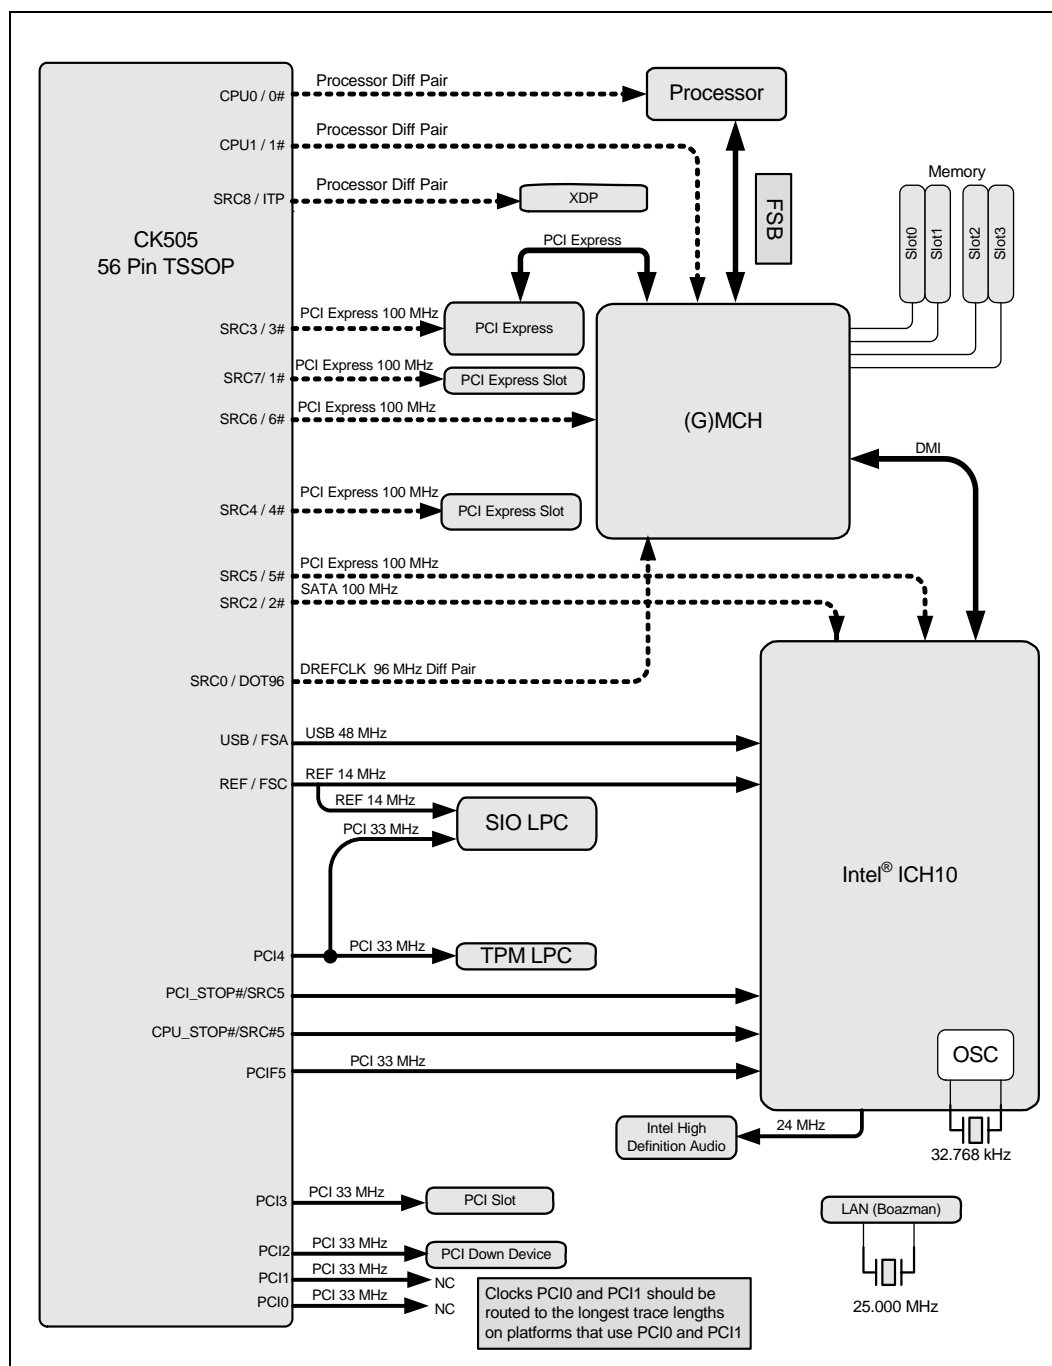 Processor Diff Pair
CPU0 / 0#
Processor
Processor Diff Pair
CPU1 / 1#
Processor Diff Pair
SRC8 / ITP
XDP
FSB
Memory
Slot0
Slot1
Slot2
Slot3
CK505
56 Pin TSSOP
PCI Express
PCI Express 100 MHz
SRC3 / 3#
PCI Express
PCI Express 100 MHz
SRC7/ 1#
PCI Express Slot
PCI Express 100 MHz
SRC6 / 6#
(G)MCH
DMI
PCI Express 100 MHz
SRC4 / 4#
PCI Express Slot
PCI Express 100 MHz
SRC5 / 5#
SATA 100 MHz
SRC2 / 2#
DREFCLK 96 MHz Diff Pair
SRC0 / DOT96
USB 48 MHz
USB / FSA
REF 14 MHz
REF / FSC
REF 14 MHz
SIO LPC
PCI 33 MHz
Intel® ICH10
PCI 33 MHz
PCI4
TPM LPC
PCI_STOP#/SRC5
CPU_STOP#/SRC#5
PCI 33 MHz
PCIF5
OSC
32.768 kHz
24 MHz
Intel High
Definition Audio
PCI 33 MHz
PCI3
PCI Slot
LAN (Boazman)
25.000 MHz
PCI 33 MHz
PCI2
PCI Down Device
PCI 33 MHz
PCI1
NC
PCI 33 MHz
PCI0
NC
Clocks PCI0 and PCI1 should be
routed to the longest trace lengths
on platforms that use PCI0 and PCI1